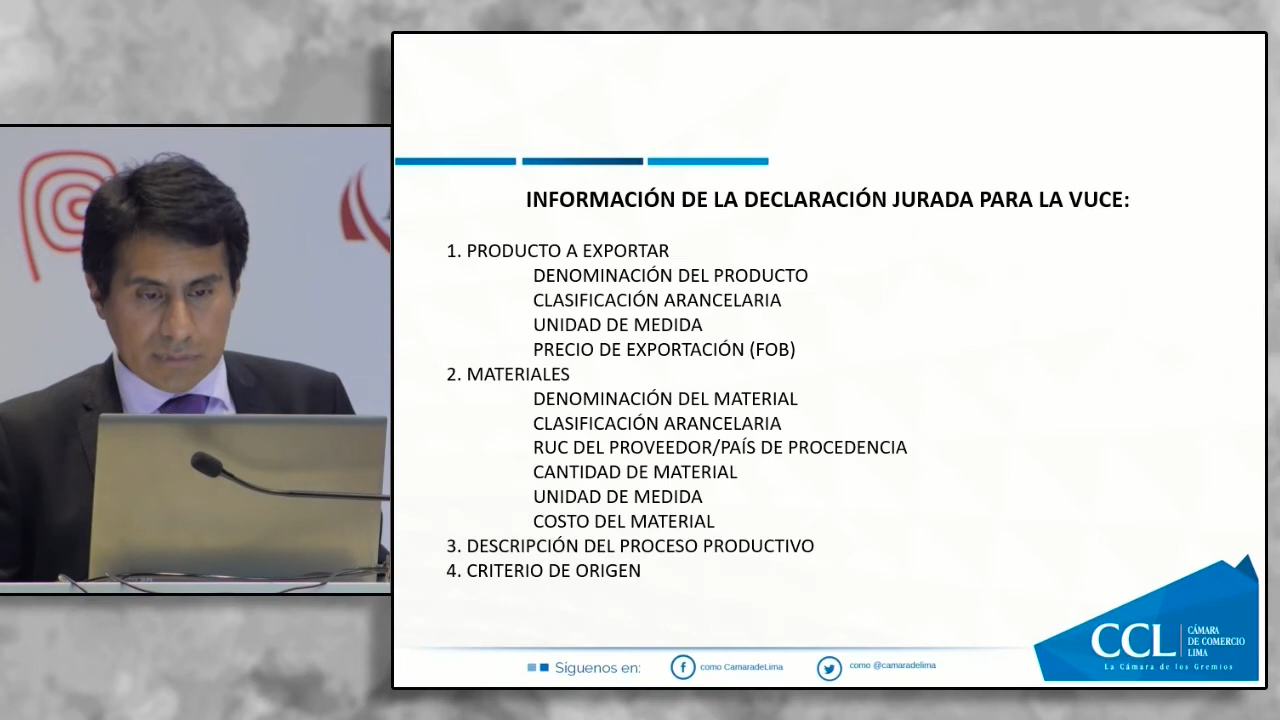 INFORMACIÓN DE LA DECLARACIÓN JURADA PARA LA VUCE:
1. PRODUCTO A EXPORTAR
DENOMINACIÓN DEL PRODUCTO
CLASIFICACIÓN ARANCELARIA
UNIDAD DE MEDIDA
PRECIO DE EXPORTACIÓN (FOB)
2. MATERIALES
DENOMINACIÓN DEL MATERIAL
CLASIFICACIÓN ARANCELARIA
RUC DEL PROVEEDOR/PAÍS DE PROCEDENCIA
CANTIDAD DE MATERIAL
UNIDAD DE MEDIDA
COSTO DEL MATERIAL
3. DESCRIPCIÓN DEL PROCESO PRODUCTIVO
4. CRITERIO DE ORIGEN
CCL
CÁMARA
DE COMERCIO
LIMA
La Cámara de los Gremios
Síguenos en: como CamaradeLima como @camaradelima